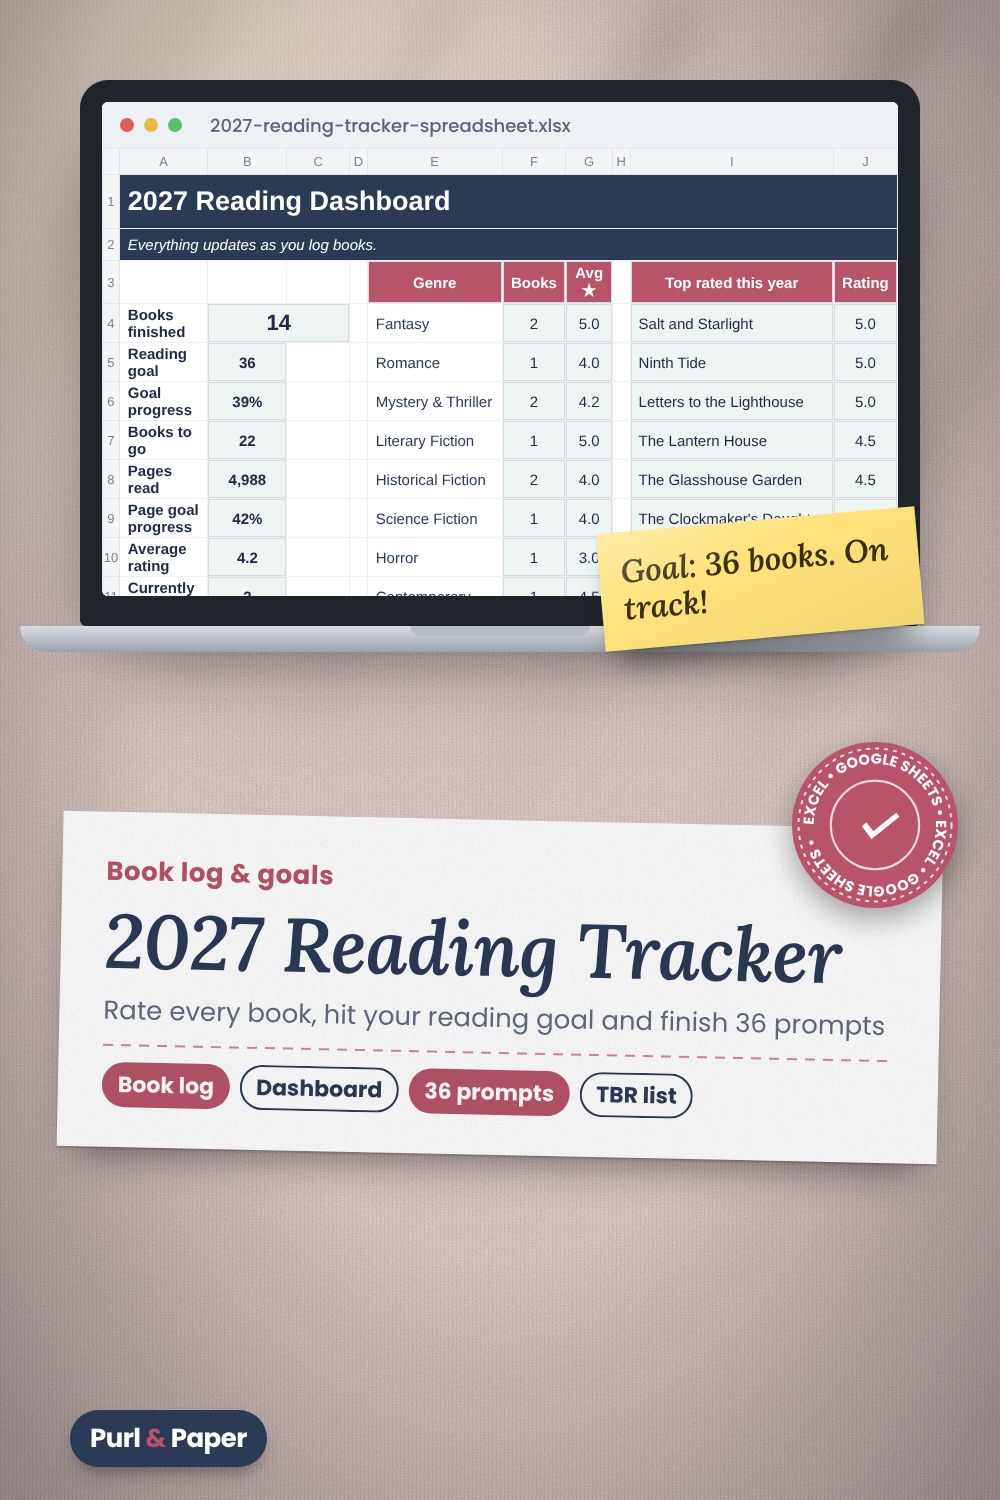 2027-reading-tracker-spreadsheet.xlsx
A B C D E F G H I J
1 2027 Reading Dashboard
2 Everything updates as you log books.
3 Genre Books Avg ★ Top rated this year Rating
4 Books finished 14 Fantasy 2 5.0 Salt and Starlight 5.0
5 Reading goal 36 Romance 1 4.0 Ninth Tide 5.0
6 Goal progress 39% Mystery & Thriller 2 4.2 Letters to the Lighthouse 5.0
7 Books to go 22 Literary Fiction 1 5.0 The Lantern House 4.5
8 Pages read 4,988 Historical Fiction 2 4.0 The Glasshouse Garden 4.5
9 Page goal progress 42% Science Fiction 1 4.0 The Clockmaker's
10 Average rating 4.2 Horror 1 3.0
11 Currently
Goal: 36 books. On
track!
EXCEL • GOOGLE SHEETS • EXCEL • GOOGLE SHEETS •
Book log & goals
2027 Reading Tracker
Rate every book, hit your reading goal and finish 36 prompts
Book log Dashboard 36 prompts TBR list
Purl & Paper